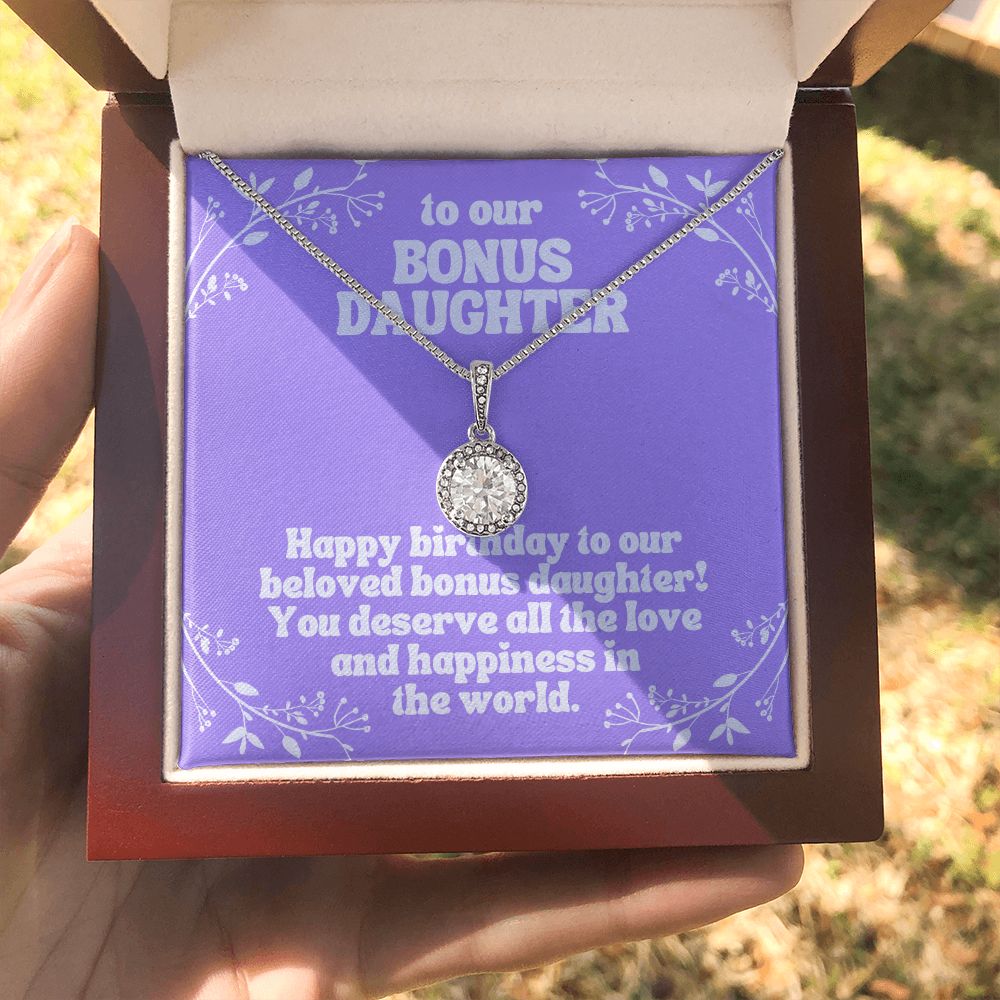 to our
BONUS
DAUGHTER
Happy birthday to our
beloved bonus daughter!
You deserve all the love
and happiness in
the world.